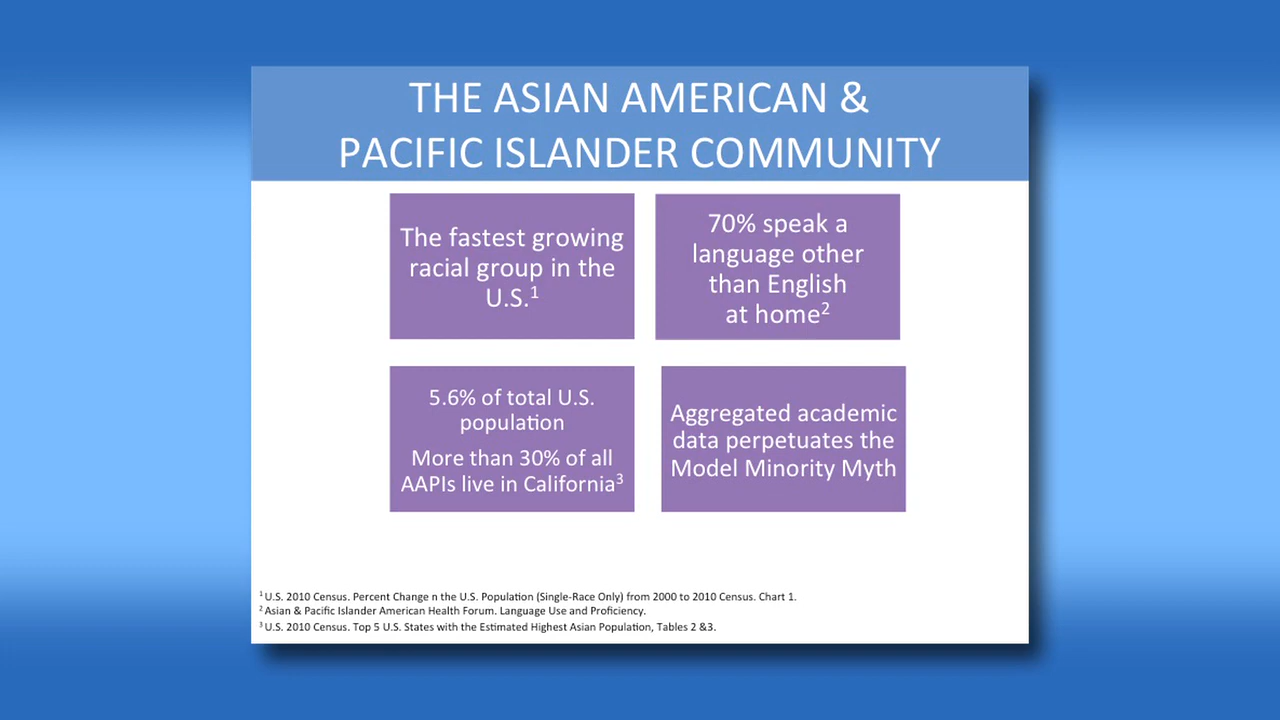 THE ASIAN AMERICAN &
PACIFIC ISLANDER COMMUNITY
The fastest growing
racial group in the
U.S.¹
70% speak a
language other
than English
at home²
5.6% of total U.S.
population
More than 30% of all
AAPIs live in California³
Aggregated academic
data perpetuates the
Model Minority Myth
¹ U.S. 2010 Census. Percent Change n the U.S. Population (Single-Race Only) from 2000 to 2010 Census. Chart 1.
² Asian & Pacific Islander American Health Forum. Language Use and Proficiency.
³ U.S. 2010 Census. Top 5 U.S. States with the Estimated Highest Asian Population, Tables 2 &3.